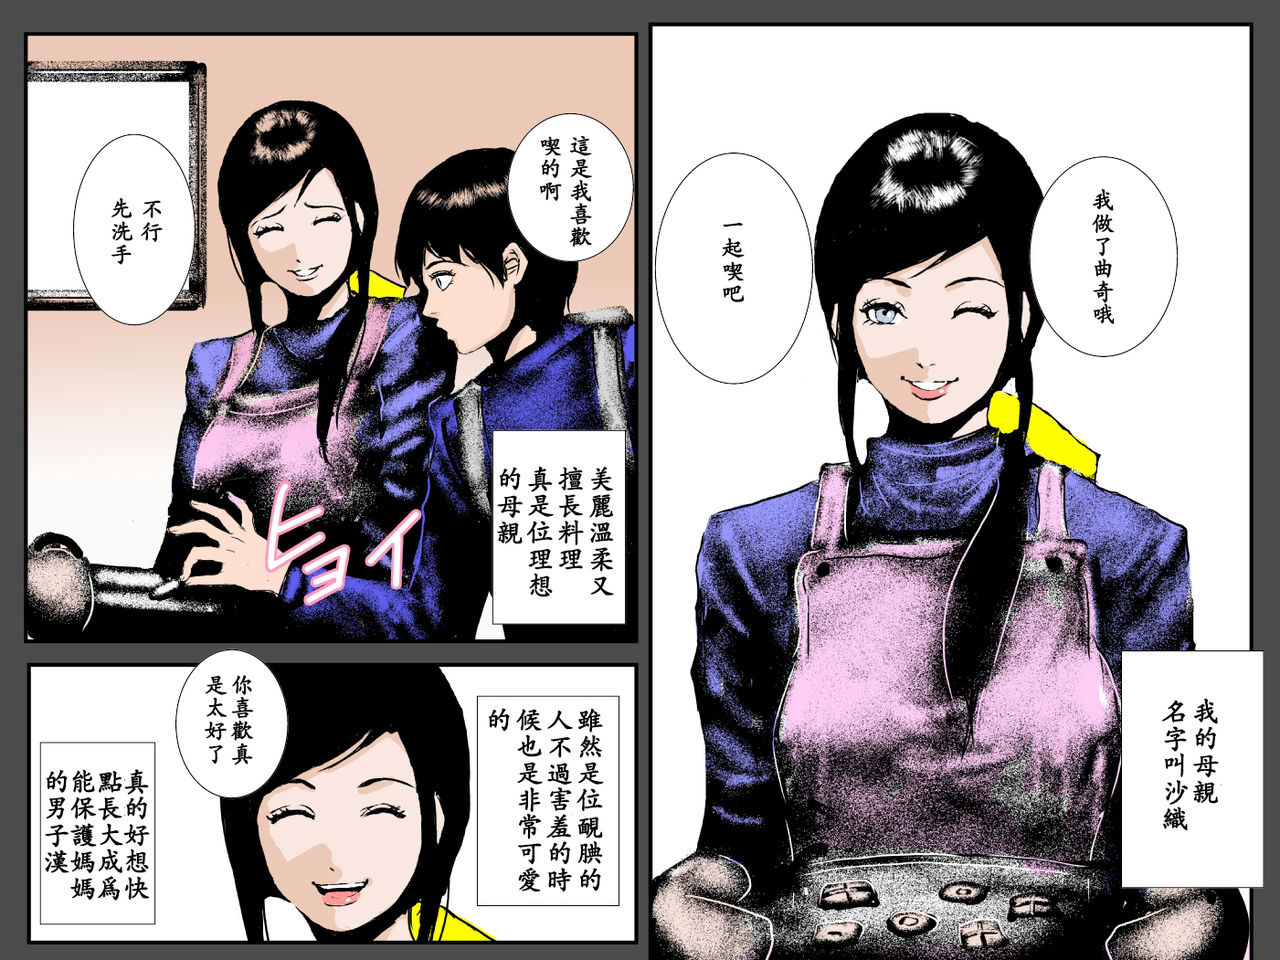 我做了曲奇哦
一起喫吧
我的母親
名字叫沙織
這是我喜歡
喫的啊
不行
先洗手
ヒョイ
美麗溫柔又
擅長料理
真是位理想
的母親
你喜歡真
是太好了
雖然是位靦腆的
人不過害羞的時
候也是非常可愛
的
真的好想快
點長大成爲
能保護媽媽
的男子漢